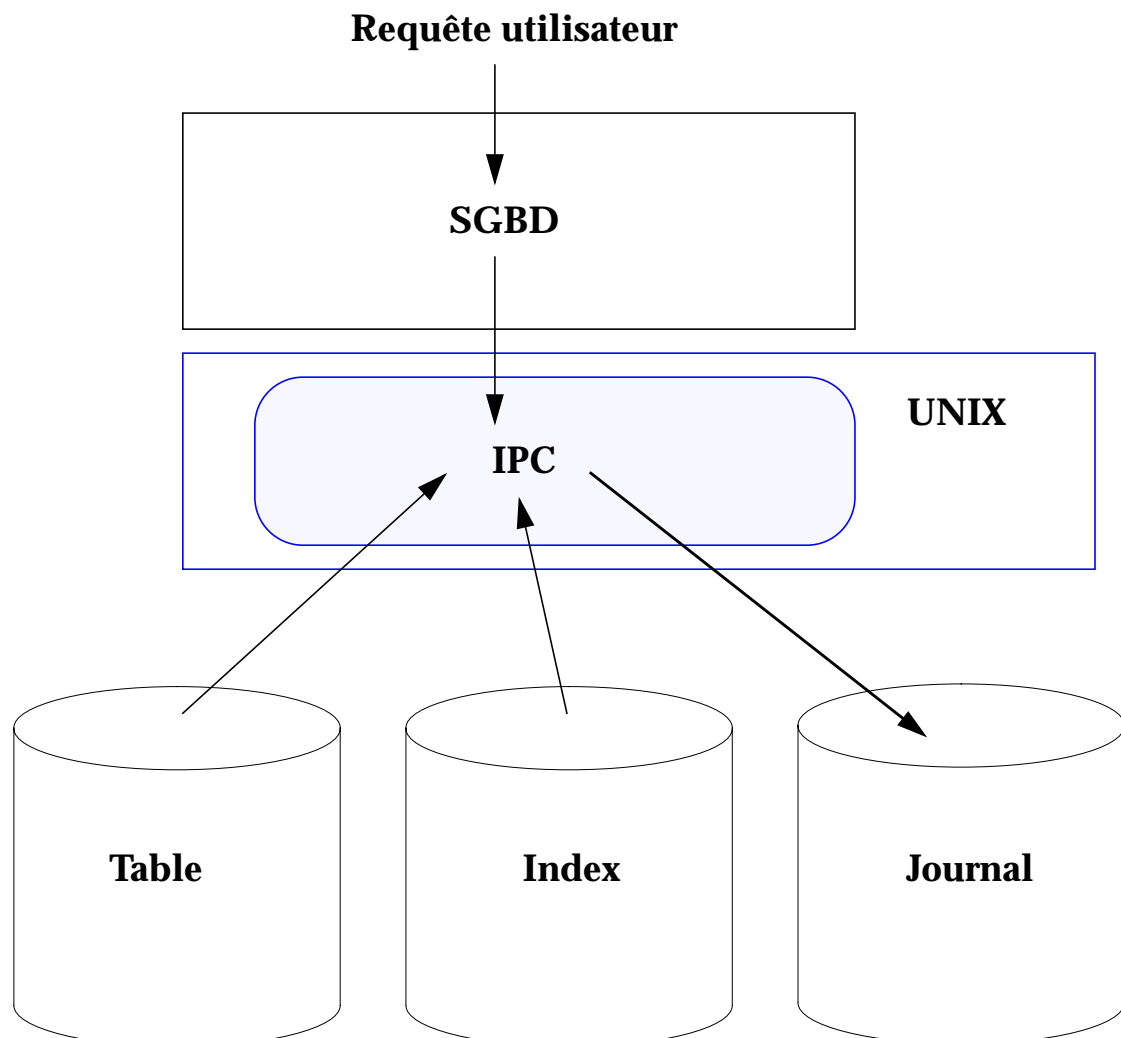 Requête utilisateur
SGBD
UNIX
IPC
Table
Index
Journal